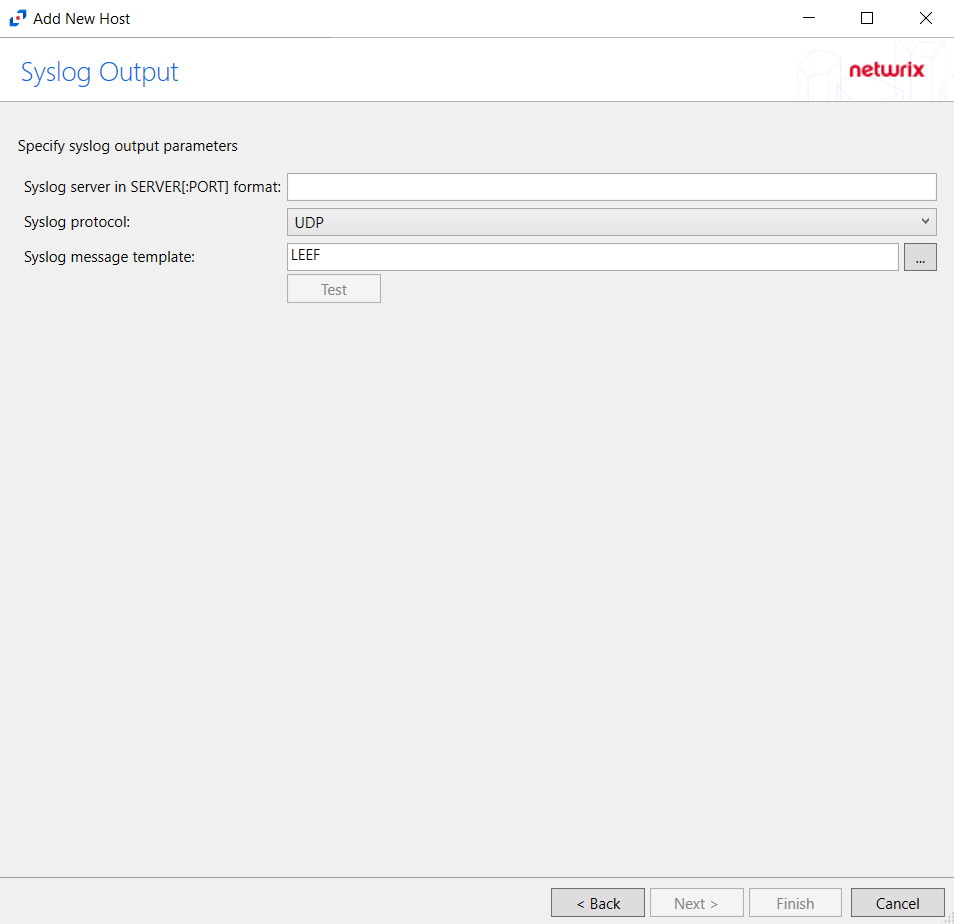 Add New Host
Syslog Output
netwrix
Specify syslog output parameters
Syslog server in SERVER[:PORT] format:
Syslog protocol:
UDP
Syslog message template:
LEEF
...
Test
< Back
Next >
Finish
Cancel